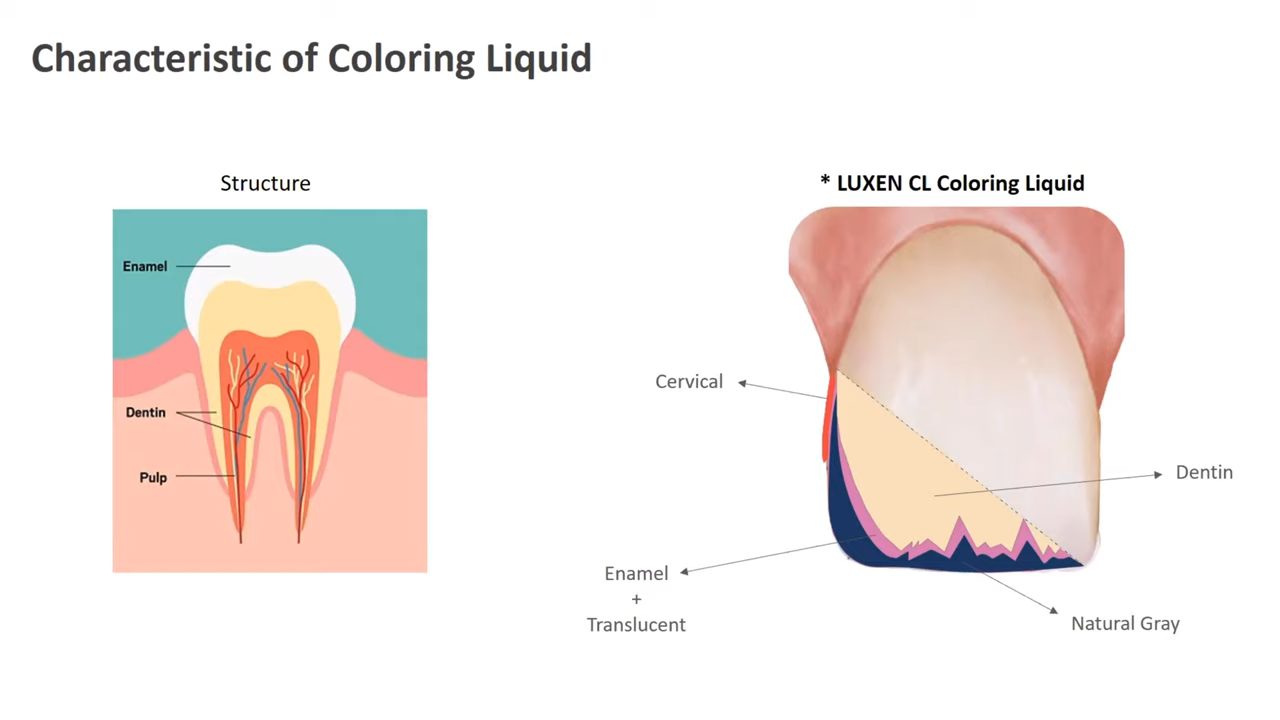 Characteristic of Coloring Liquid
Structure
Enamel
Dentin
Pulp
* LUXEN CL Coloring Liquid
Cervical
Dentin
Enamel
+
Translucent
Natural Gray